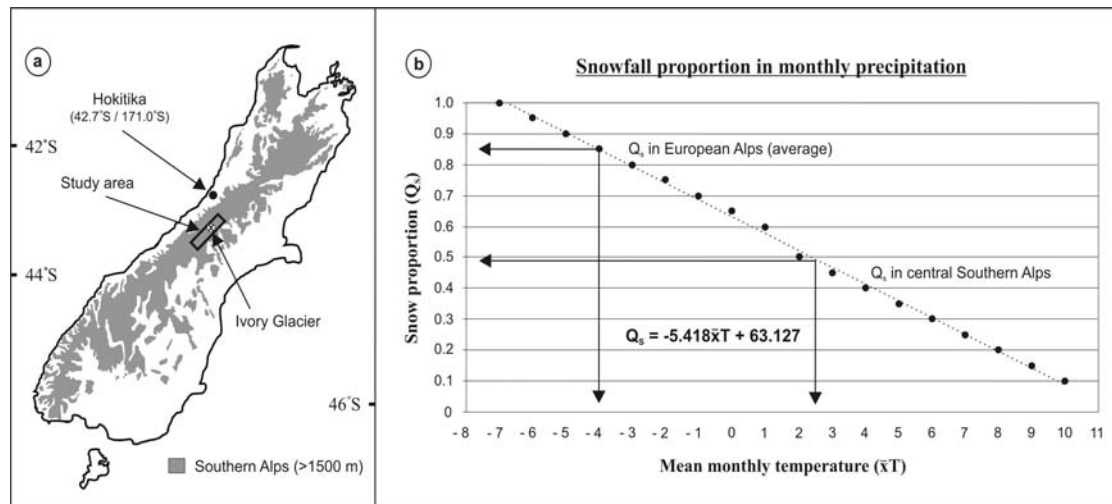 a
Hokitika
(42.7°S / 171.0°S)
42°S
Study area
44°S
Ivory Glacier
46°S
Southern Alps (>1500 m)
b
Snowfall proportion in monthly precipitation
Snow proportion (Qs)
1.0
0.9
0.8
0.7
0.6
0.5
0.4
0.3
0.2
0.1
0
Qs in European Alps (average)
Qs in central Southern Alps
Qs = -5.418x̄T + 63.127
- 8 - 7 - 6 - 5 - 4 - 3 - 2 - 1 0 1 2 3 4 5 6 7 8 9 10 11
Mean monthly temperature (x̄T)